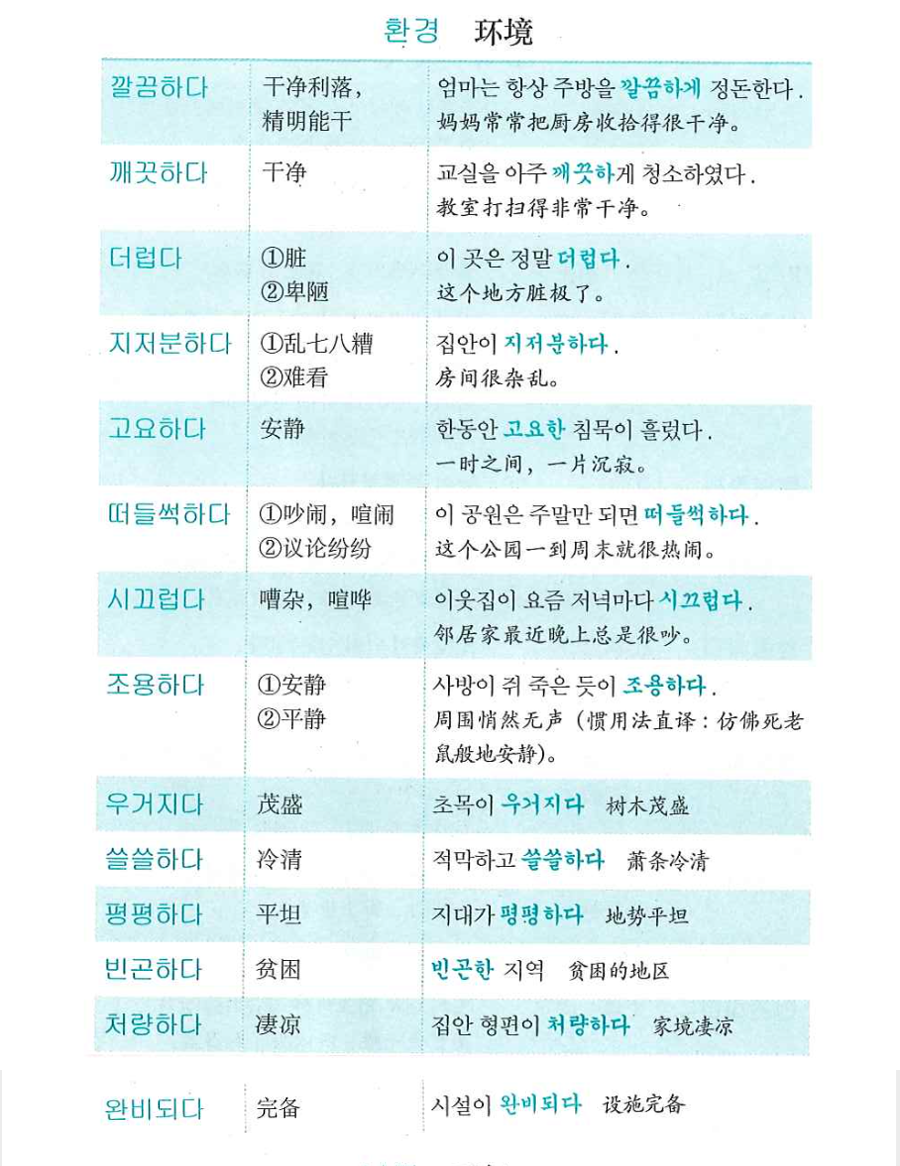 환경 环境
깔끔하다 干净利落, 엄마는 항상 주방을 깔끔하게 정돈한다.
精明能干 妈妈常常把厨房收拾得很干净。
깨끗하다 干净 교실을 아주 깨끗하게 청소하였다.
教室打扫得非常干净。
더럽다 ①脏 이 곳은 정말 더럽다.
②卑陋 这个地方脏极了。
지저분하다 ①乱七八糟 집안이 지저분하다.
②难看 房间很杂乱。
고요하다 安静 한동안 고요한 침묵이 흘렀다.
一时之间，一片沉寂。
떠들썩하다 ①吵闹，喧闹 이 공원은 주말만 되면 떠들썩하다.
②议论纷纷 这个公园一到周末就很热闹。
시끄럽다 嘈杂，喧哗 이웃집이 요즘 저녁마다 시끄럽다.
邻居家最近晚上总是很吵。
조용하다 ①安静 사방이 쥐 죽은 듯이 조용하다.
②平静 周围悄然无声（惯用法直译：仿佛死老
鼠般地安静)。
우거지다 茂盛 초목이 우거지다 树木茂盛
쓸쓸하다 冷清 적막하고 쓸쓸하다 萧条冷清
평평하다 平坦 지대가 평평하다 地势平坦
빈곤하다 贫困 빈곤한 지역 贫困的地区
처량하다 凄凉 집안 형편이 처량하다 家境凄凉
완비되다 完备 시설이 완비되다 设施完备